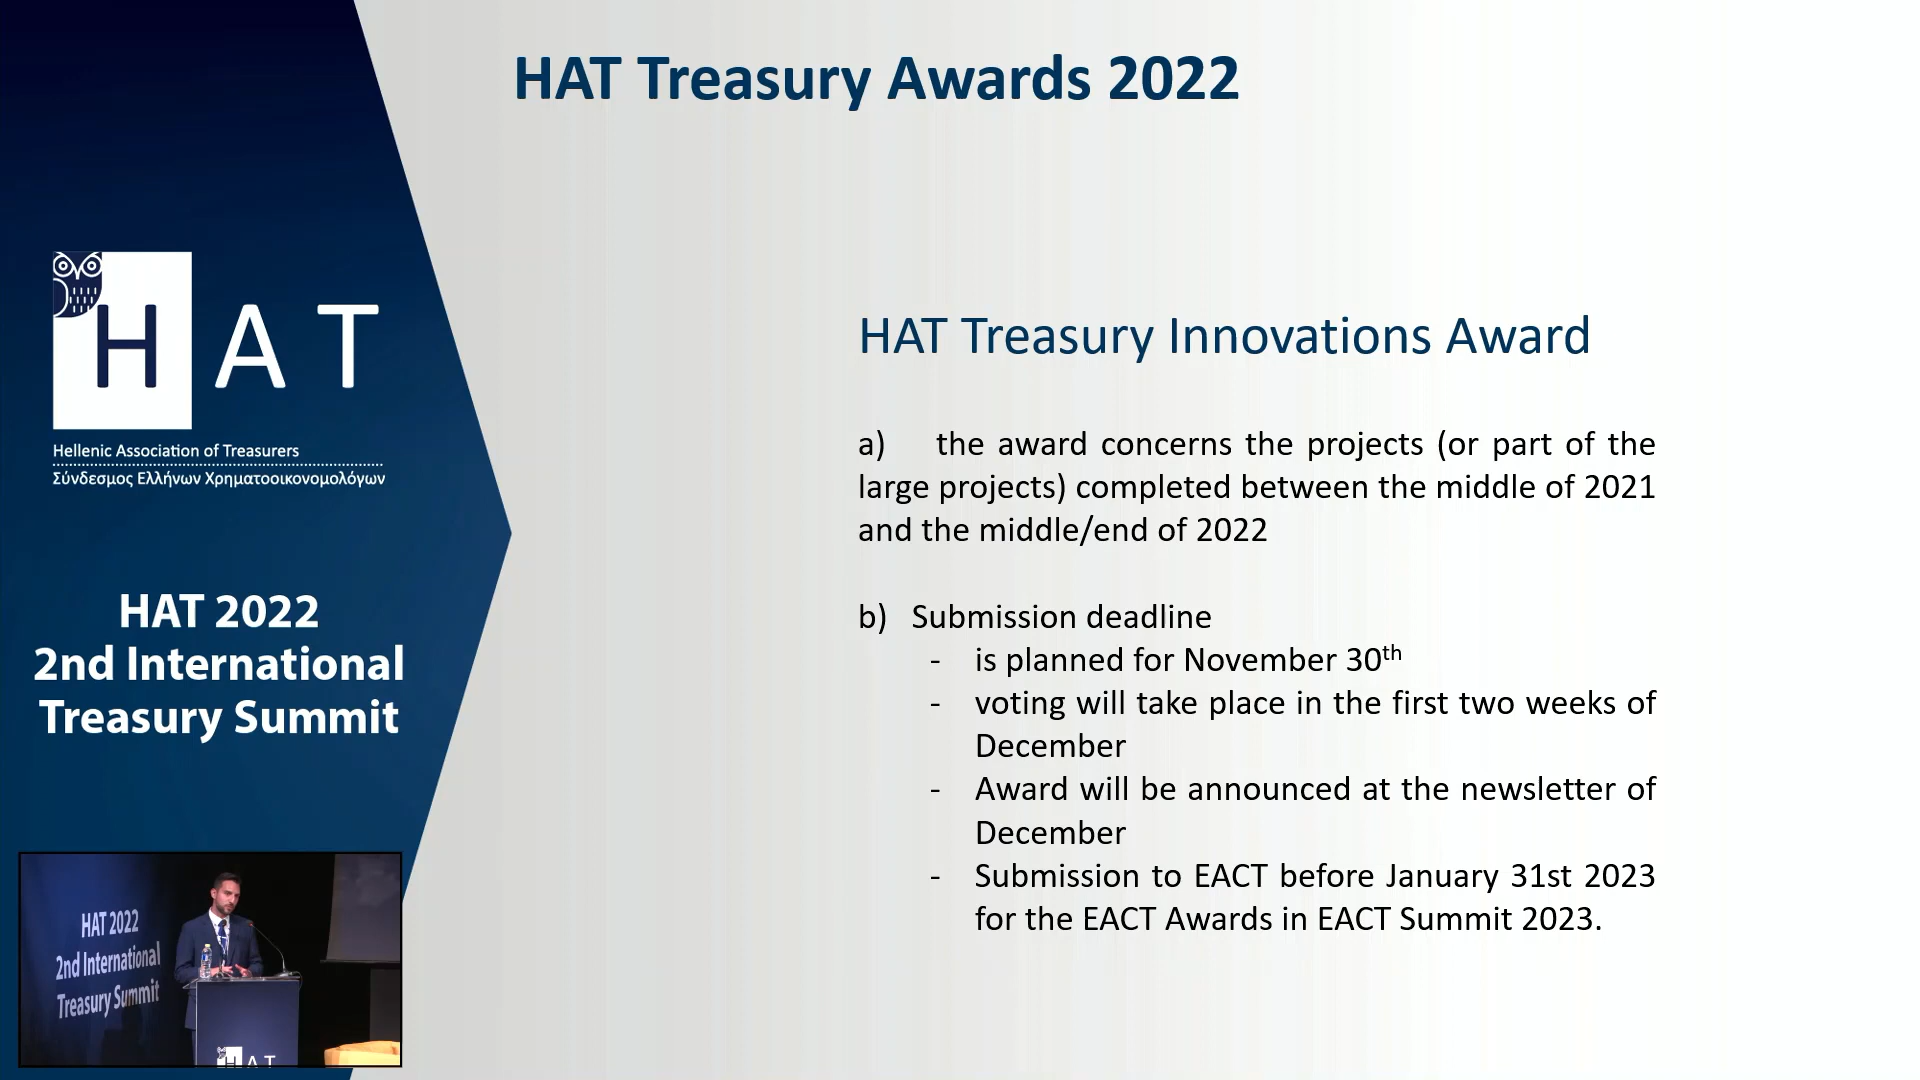 HAT Treasury Awards 2022
H A T
Hellenic Association of Treasurers
Σύνδεσμος Ελλήνων Χρηματοοικονομολόγων
HAT 2022
2nd International
Treasury Summit
HAT Treasury Innovations Award
a) the award concerns the projects (or part of the
large projects) completed between the middle of 2021
and the middle/end of 2022
b) Submission deadline
- is planned for November 30th
- voting will take place in the first two weeks of
December
- Award will be announced at the newsletter of
December
- Submission to EACT before January 31st 2023
for the EACT Awards in EACT Summit 2023.
HAT 2022
2nd International
Treasury Summit
H A T